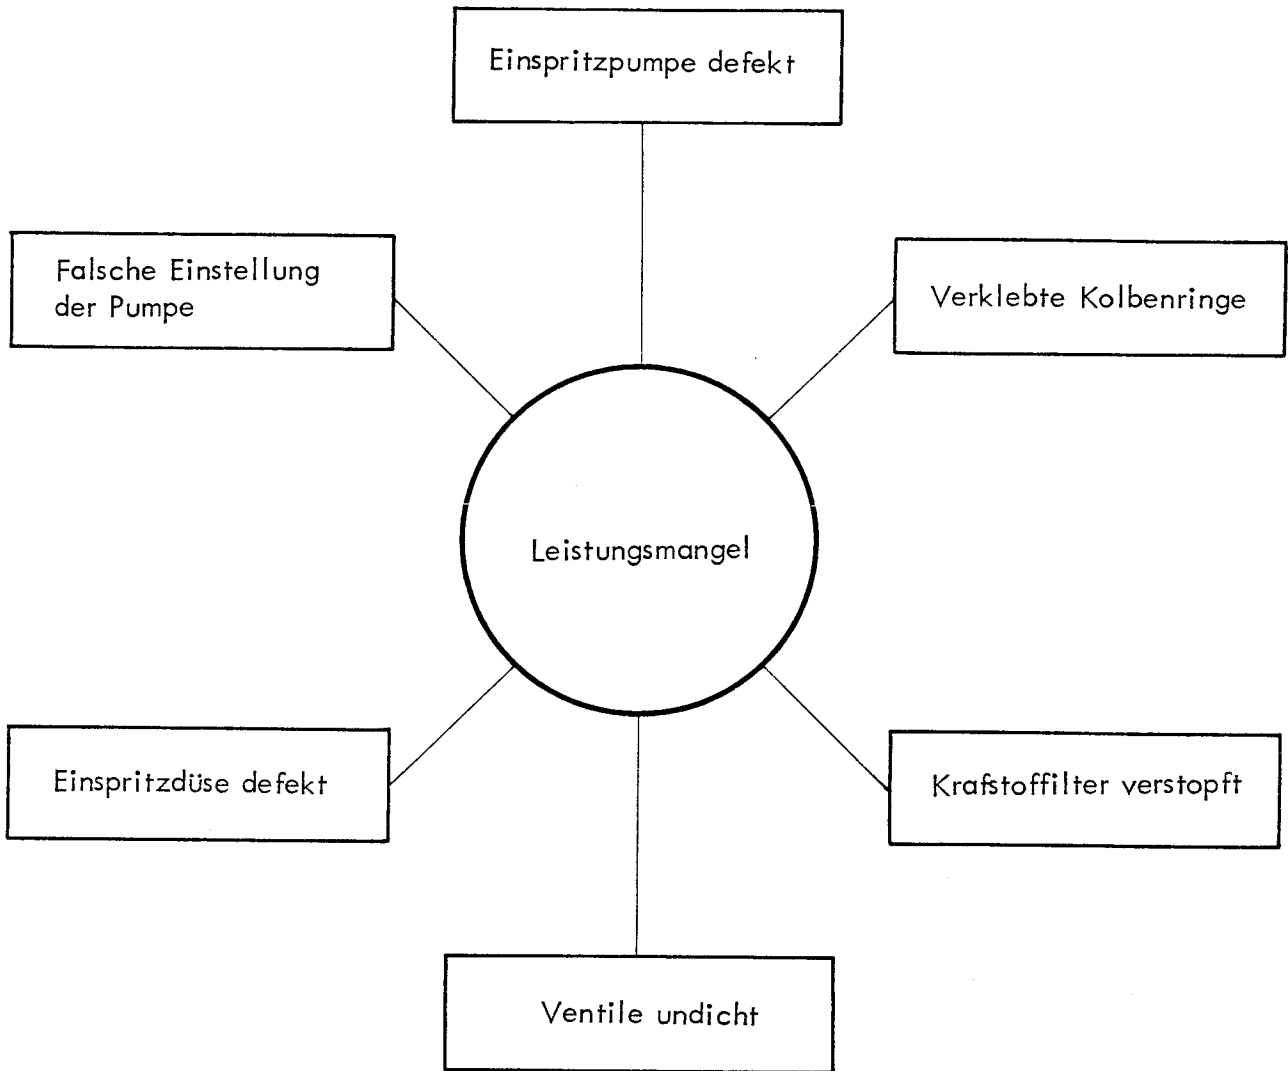 Einspritzpumpe defekt
Falsche Einstellung
der Pumpe
Verklebte Kolbenringe
Leistungsmangel
Einspritzdüse defekt
Krafstoffilter verstopft
Ventile undicht